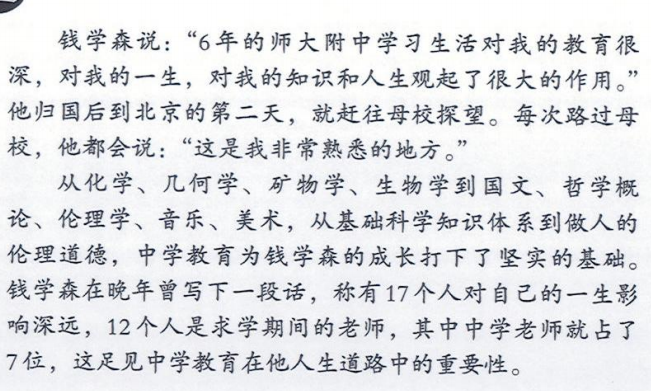 钱学森说：“6年的师大附中学习生活对我的教育很
深，对我的一生，对我的知识和人生观起了很大的作用。”
他归国后到北京的第二天，就赶往母校探望。每次路过母
校，他都会说：“这是我非常熟悉的地方。”
从化学、几何学、矿物学、生物学到国文、哲学概
论、伦理学、音乐、美术，从基础科学知识体系到做人的
伦理道德，中学教育为钱学森的成长打下了坚实的基础。
钱学森在晚年曾写下一段话，称有17个人对自己的一生影
响深远，12个人是求学期间的老师，其中中学老师就占了
7位，这足见中学教育在他人生道路中的重要性。